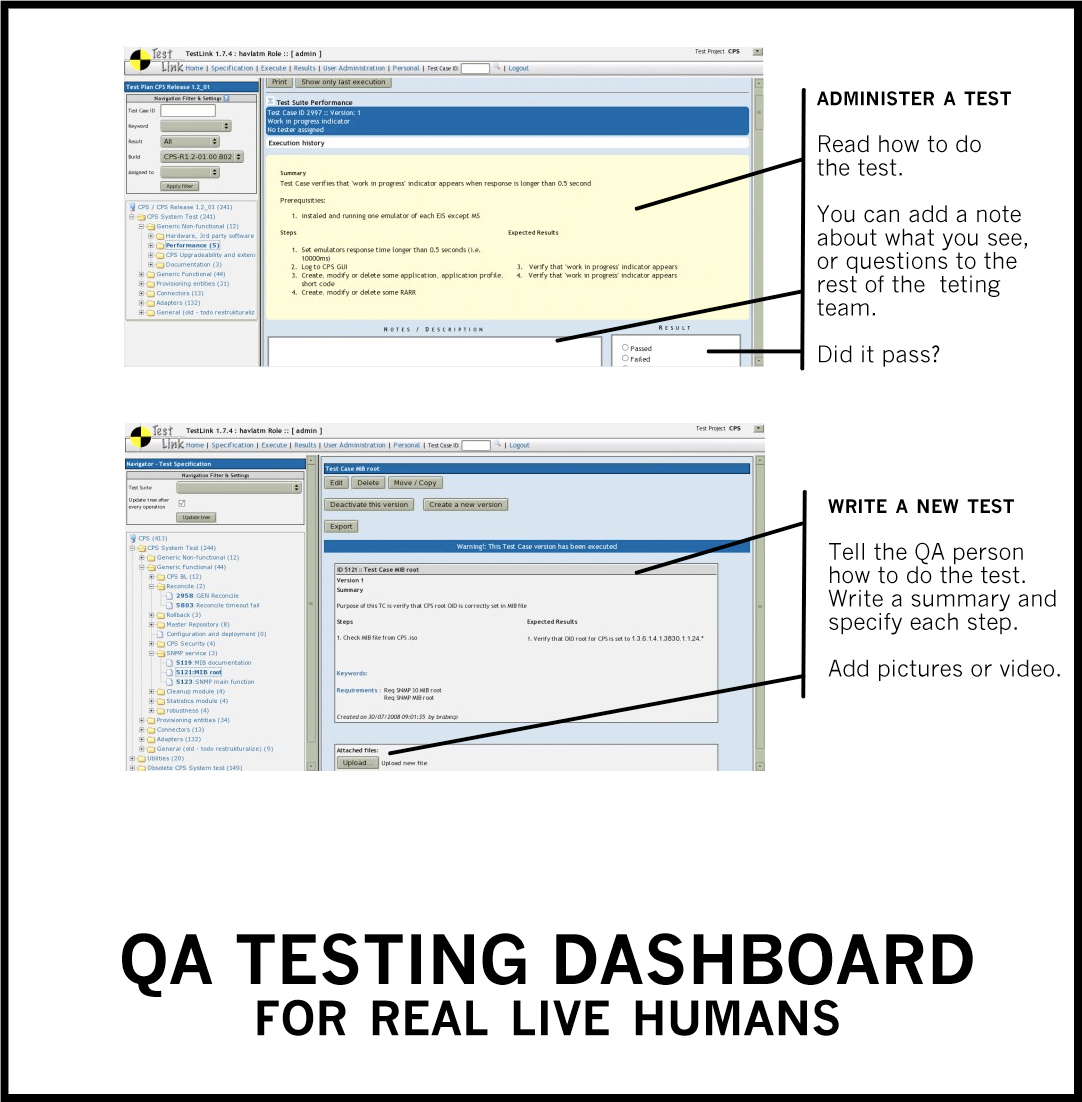 Test Link
TestLink 1.7.4 : havlatm Role :: [ admin ]
Test Project CPS
Home | Specification | Execute | Results | User Administration | Personal | Test Case ID: | Logout
Test Plan CPS Release 1.2_01
Navigation Filter & Settings
Test Case ID
Keyword
Result All
Build CPS-R1.2-01.00.B02
Assigned to
Apply filter
CPS / CPS Release 1.2_01 (241)
CPS System Test (241)
Generic Non-functional (12)
Hardware, 3rd party software
Performance (5)
CPS Upgradeability and exten
Documentation (3)
Generic Functional (44)
Provisioning entities (31)
Connectors (13)
Adapters (132)
General (old - todo restrukturaliz
Print Show only last execution
Test Suite Performance
Test Case ID 2997 :: Version: 1
Work in progress indicator
No tester assigned
Execution history
Summary
Test Case verifies that 'work in progress' indicator appears when response is longer than 0.5 second
Prerequisities:
1. instaled and running one emulator of each EIS except MS
Steps
1. Set emulators response time longer than 0.5 seconds (i.e.
10000ms)
2. Log to CPS GUI
3. Create, modify or delete some application, application profile,
short code
4. Create, modify or delete some RARR
Expected Results
3. Verify that 'work in progress' indicator appears
4. Verify that 'work in progress' indicator appears
NOTES / DESCRIPTION
RESULT
Passed
Failed
ADMINISTER A TEST
Read how to do
the test.
You can add a note
about what you see,
or questions to the
rest of the teting
team.
Did it pass?
Test Link
TestLink 1.7.4 : havlatm Role :: [ admin ]
Test Project CPS
Home | Specification | Execute | Results | User Administration | Personal | Test Case ID: | Logout
Navigator - Test Specification
Navigation Filter & Settings
Test Suite
Update tree after
every operation
Update tree
CPS (413)
CPS System Test (244)
Generic Non-functional (12)
Generic Functional (44)
CPS BL (12)
Reconcile (2)
2958:GEN Reconcile
5803:Reconcile timeout fail
Rollback (3)
Master Repository (8)
Configuration and deployment (0)
CPS Security (4)
SNMP service (3)
5119:MIB documentation
5121:MIB root
5123:SNMP main function
Cleanup module (4)
Statistics module (4)
robustness (4)
Provisioning entities (34)
Connectors (13)
Adapters (132)
General (old - todo restrukturalize) (9)
Utilities (20)
Obsolete CPS System test (149)
Test Case MIB root
Edit Delete Move / Copy
Deactivate this version Create a new version
Export
Warning!: This Test Case version has been executed
ID 5121 :: Test Case MIB root
Version 1
Summary
Purpose of this TC is verify that CPS root OID is correctly set in MIB file
Steps
1. Check MIB file from CPS .iso
Expected Results
1. Verify that OID root for CPS is set to 1.3.6.1.4.1.3830.1.1.24.*
Keywords:
Requirements : Req SNMP 30 MIB root
Req SNMP MIB root
Created on 30/07/2008 09:01:35 by brabecp
Attached files:
Upload... Upload new file
WRITE A NEW TEST
Tell the QA person
how to do the test.
Write a summary and
specify each step.
Add pictures or video.
QA TESTING DASHBOARD
FOR REAL LIVE HUMANS